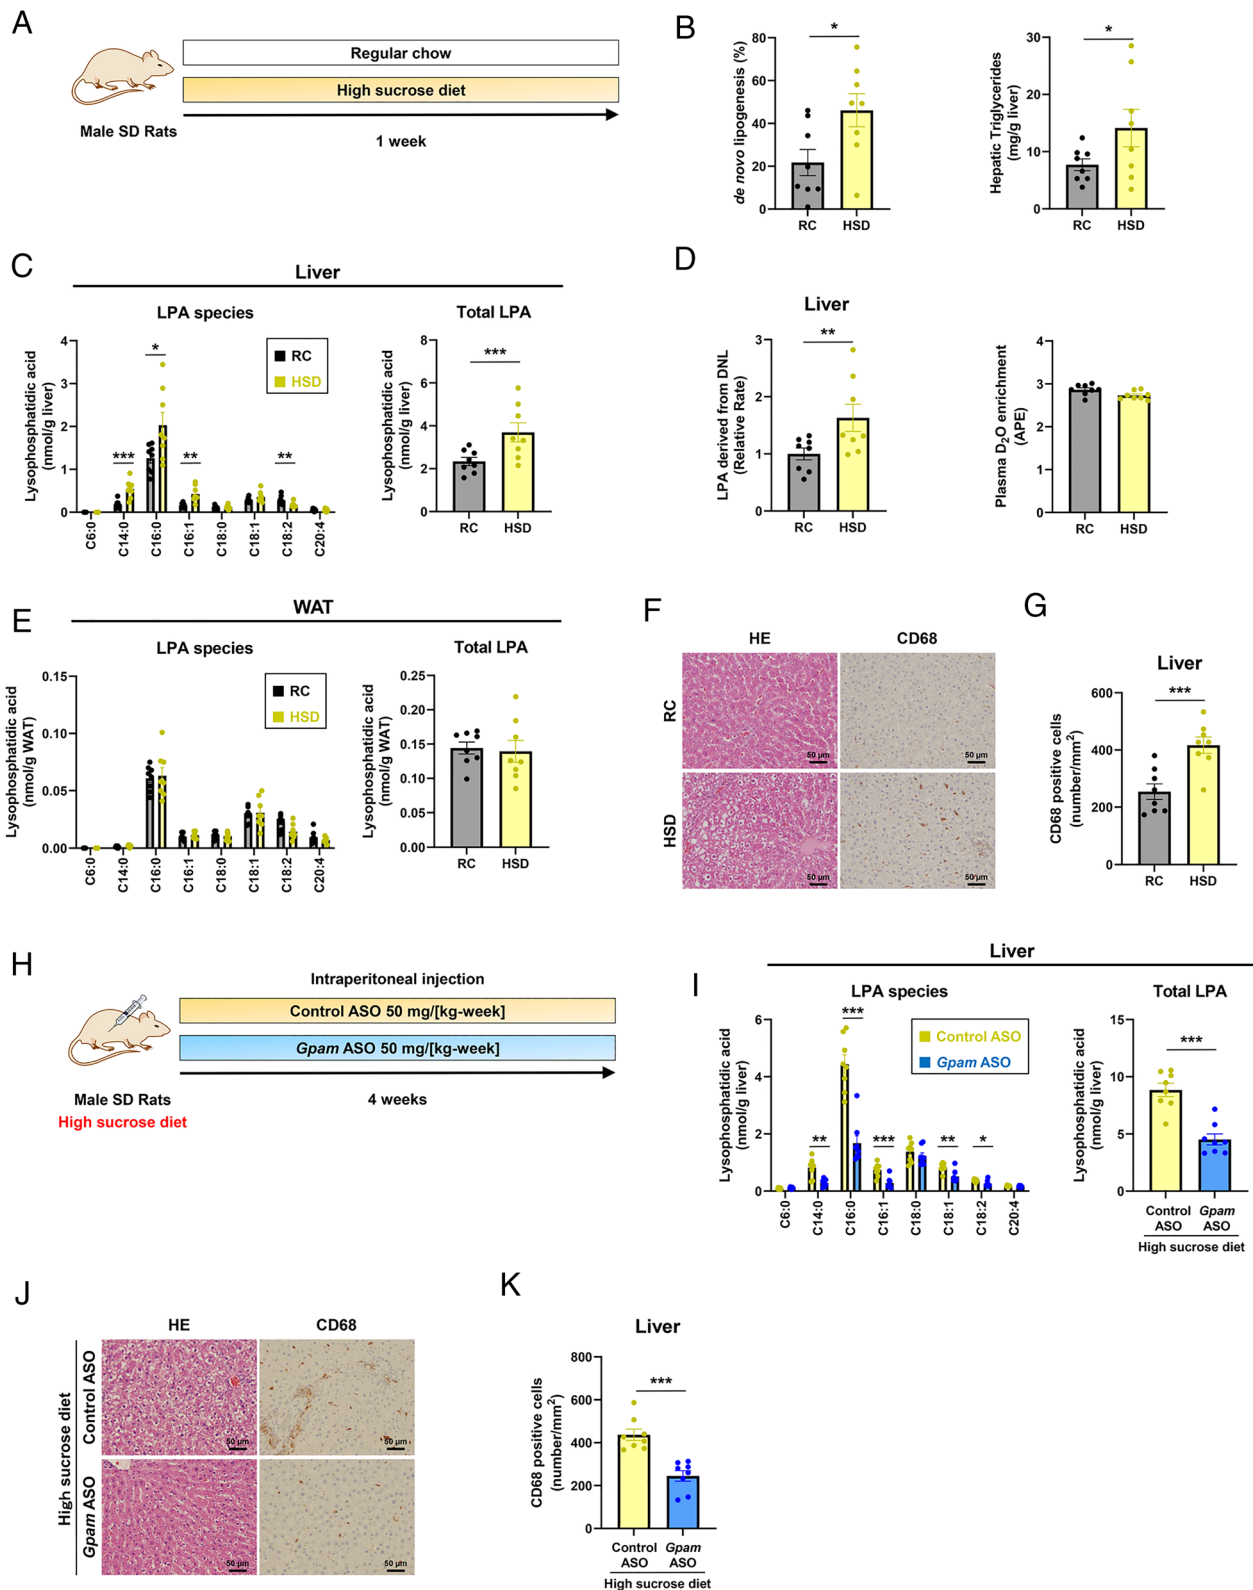 A
Regular chow
High sucrose diet
Male SD Rats
1 week
B
de novo lipogenesis (%)
80
60
40
20
0
*
RC
HSD
Hepatic Triglycerides
(mg/g liver)
30
20
10
0
*
RC
HSD
C
Liver
LPA species
Lysophosphatidic acid
(nmol/g liver)
4
3
2
1
0
***
*
**
**
RC
HSD
C6:0
C14:0
C16:0
C16:1
C18:0
C18:1
C18:2
C20:4
Total LPA
Lysophosphatidic acid
(nmol/g liver)
8
6
4
2
0
***
RC
HSD
D
Liver
LPA derived from DNL
(Relative Rate)
3
2
1
0
**
RC
HSD
Plasma D2O enrichment
(APE)
4
3
2
1
0
RC
HSD
E
WAT
LPA species
Lysophosphatidic acid
(nmol/g WAT)
0.15
0.10
0.05
0.00
RC
HSD
C6:0
C14:0
C16:0
C16:1
C18:0
C18:1
C18:2
C20:4
Total LPA
Lysophosphatidic acid
(nmol/g WAT)
0.25
0.20
0.15
0.10
0.05
0.00
RC
HSD
F
HE
CD68
RC
50 µm
50 µm
HSD
50 µm
50 µm
G
Liver
CD68 positive cells
(number/mm2)
600
400
200
0
***
RC
HSD
H
Intraperitoneal injection
Control ASO 50 mg/[kg-week]
Gpam ASO 50 mg/[kg-week]
Male SD Rats
High sucrose diet
4 weeks
I
Liver
LPA species
Lysophosphatidic acid
(nmol/g liver)
6
4
2
0
**
***
***
**
*
Control ASO
Gpam ASO
C6:0
C14:0
C16:0
C16:1
C18:0
C18:1
C18:2
C20:4
Total LPA
Lysophosphatidic acid
(nmol/g liver)
15
10
5
0
***
Control
ASO
Gpam
ASO
High sucrose diet
J
HE
CD68
High sucrose diet
Control ASO
50 µm
50 µm
Gpam ASO
50 µm
50 µm
K
Liver
CD68 positive cells
(number/mm2)
800
600
400
200
0
***
Control
ASO
Gpam
ASO
High sucrose diet